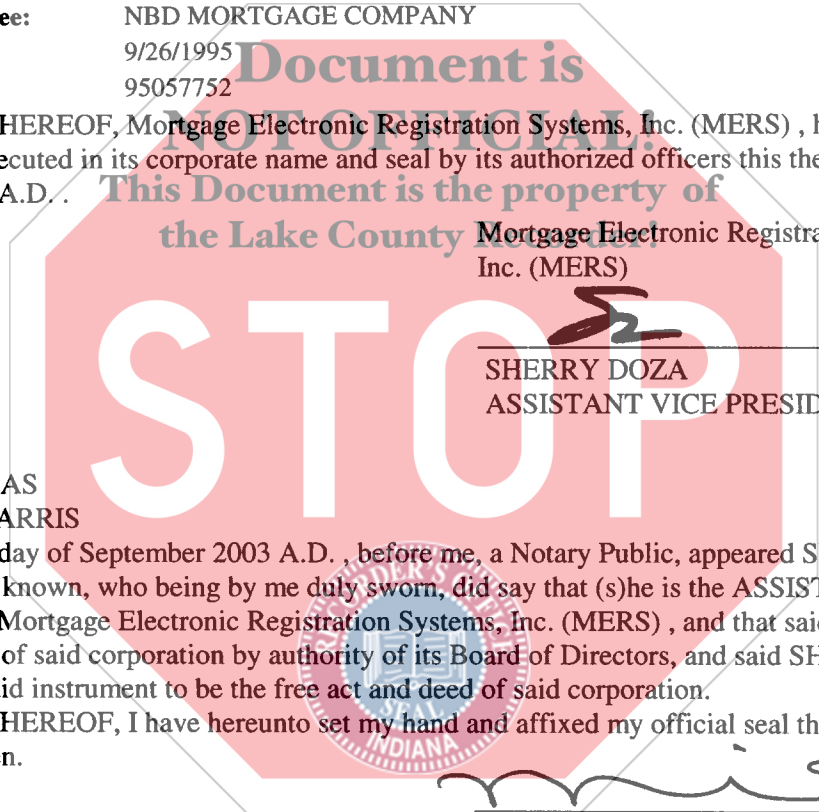 ee: NBD MORTGAGE COMPANY
9/26/1995
95057752
Document is
NOT OFFICIAL!
HEREOF, Mortgage Electronic Registration Systems, Inc. (MERS) , h
ecuted in its corporate name and seal by its authorized officers this the
A.D. .
This Document is the property of
the Lake County Recorder!
Mortgage Electronic Registra
Inc. (MERS)
STOP
SHERRY DOZA
ASSISTANT VICE PRESID
AS
ARRIS
day of September 2003 A.D. , before me, a Notary Public, appeared S
known, who being by me duly sworn, did say that (s)he is the ASSIST
Mortgage Electronic Registration Systems, Inc. (MERS) , and that said
of said corporation by authority of its Board of Directors, and said SH
id instrument to be the free act and deed of said corporation.
HEREOF, I have hereunto set my hand and affixed my official seal th
n.
RECORDER'S OFFICE
SEAL
INDIANA